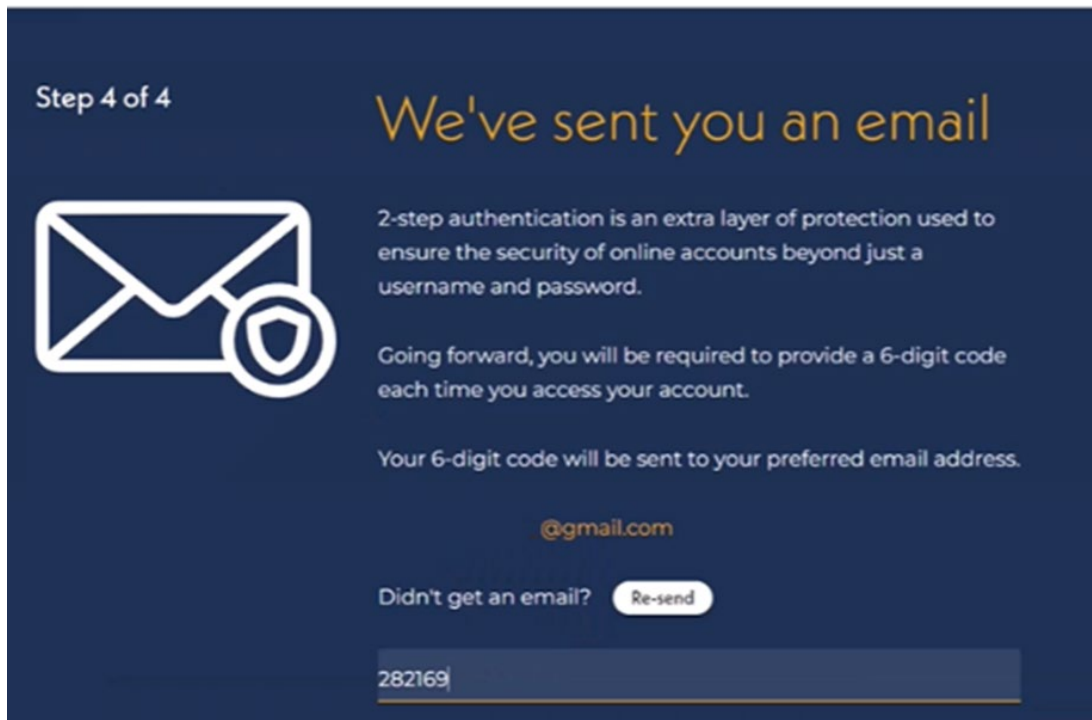 Step 4 of 4
We've sent you an email
2-step authentication is an extra layer of protection used to
ensure the security of online accounts beyond just a
username and password.
Going forward, you will be required to provide a 6-digit code
each time you access your account.
Your 6-digit code will be sent to your preferred email address.
@gmail.com
Didn't get an email? Re-send
282169